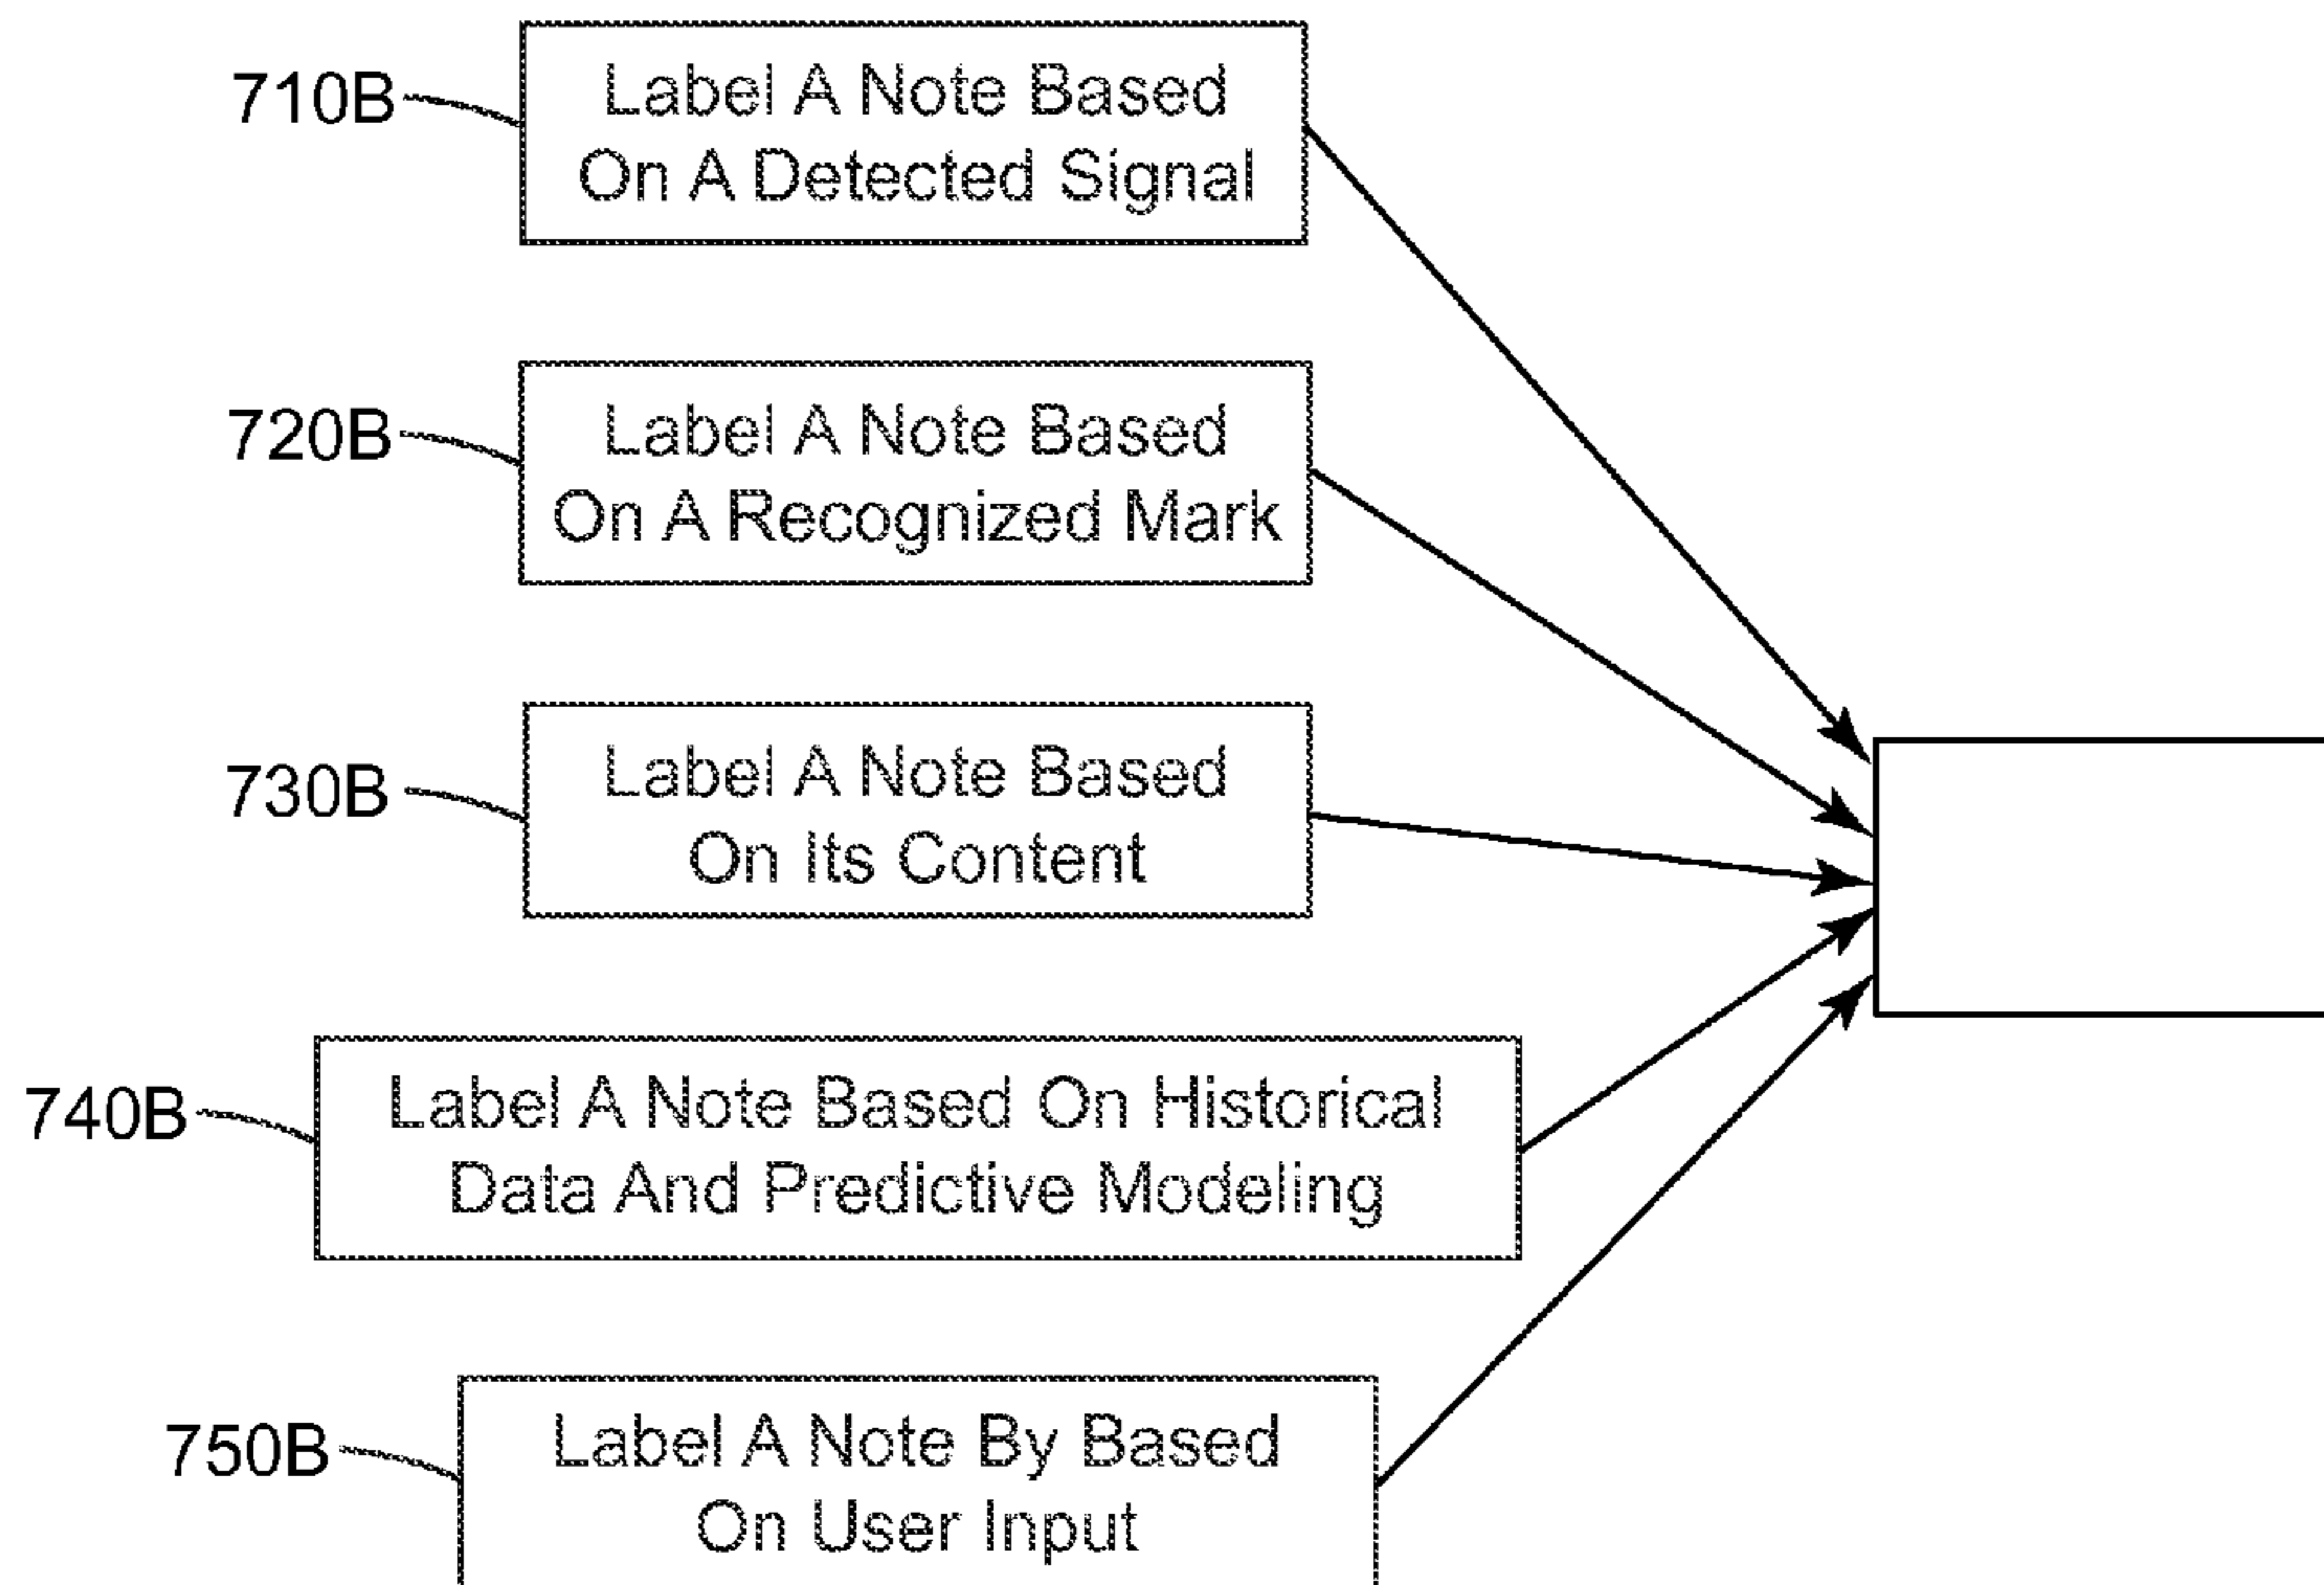 710B
Label A Note Based
On A Detected Signal
720B
Label A Note Based
On A Recognized Mark
730B
Label A Note Based
On Its Content
740B
Label A Note Based On Historical
Data And Predictive Modeling
750B
Label A Note By Based
On User Input